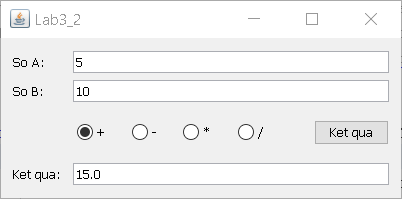 Lab3_2
So A: 5
So B: 10
+ - * / Ket qua
Ket qua: 15.0